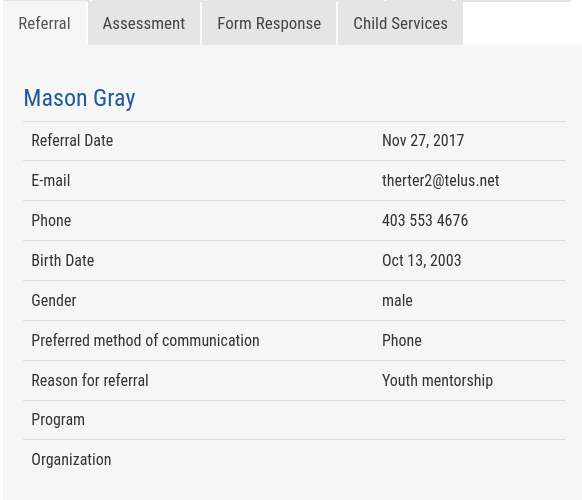 Referral Assessment Form Response Child Services
Mason Gray
Referral Date Nov 27, 2017
E-mail therter2@telus.net
Phone 403 553 4676
Birth Date Oct 13, 2003
Gender male
Preferred method of communication Phone
Reason for referral Youth mentorship
Program
Organization